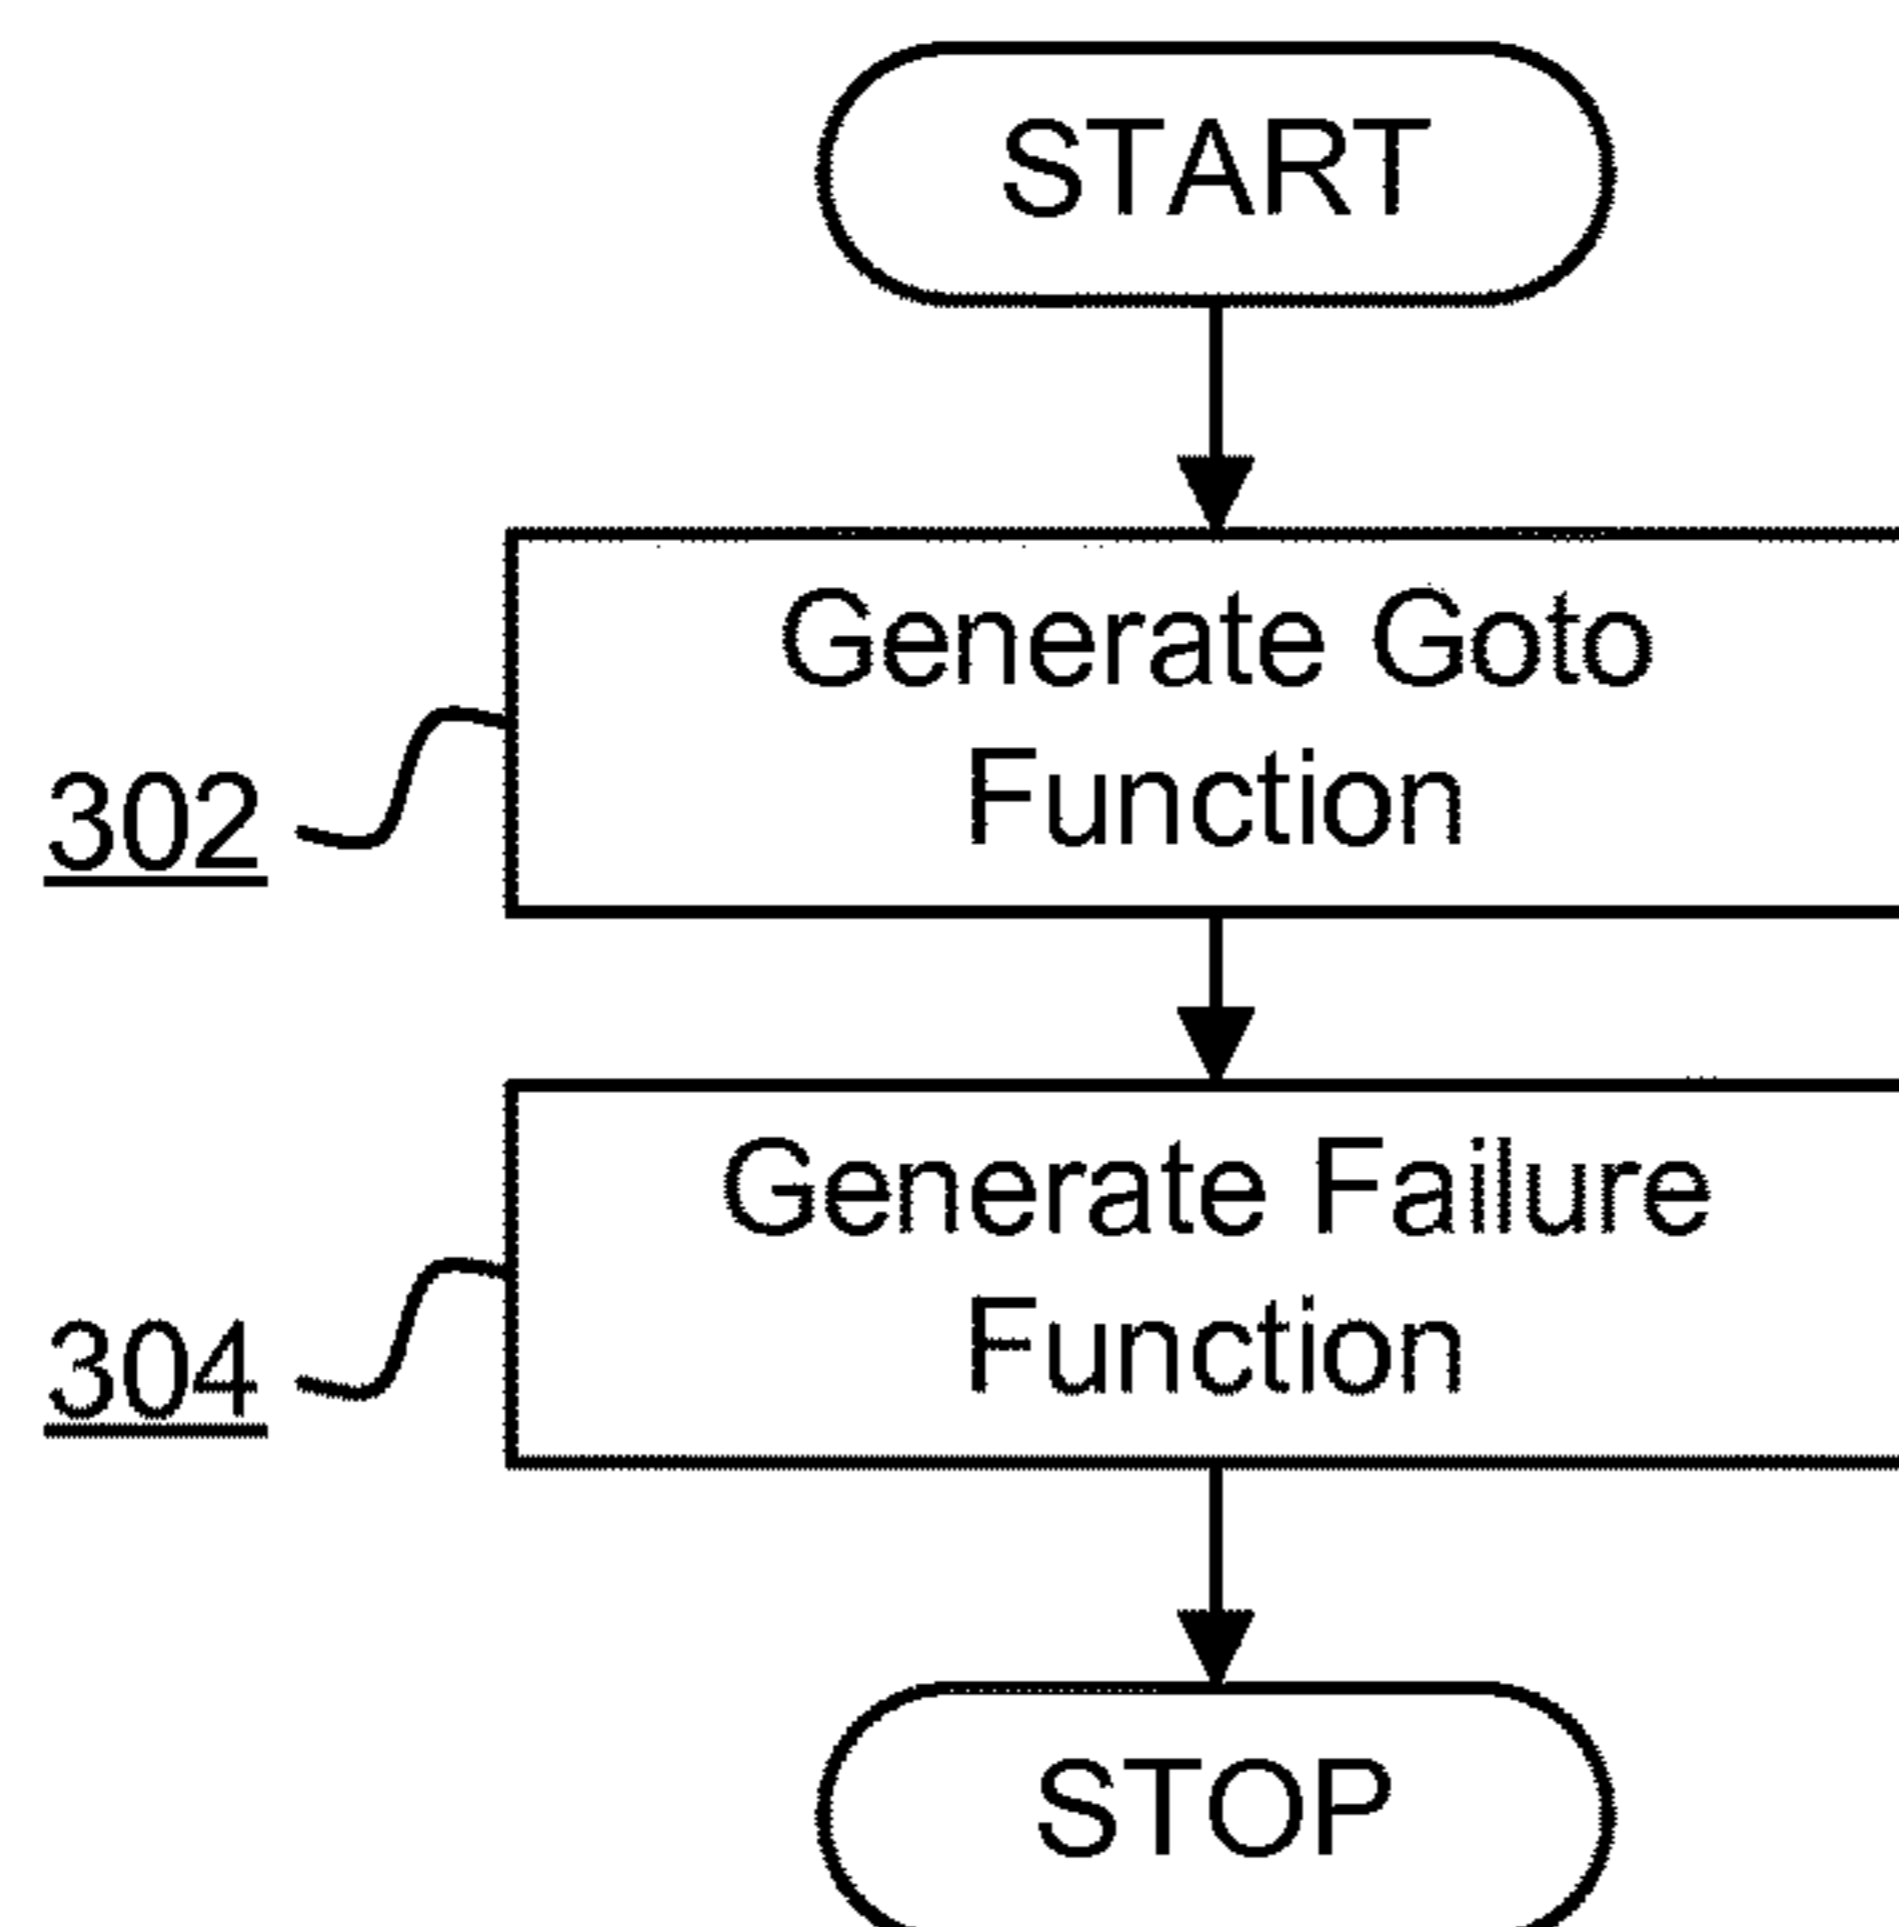 START
Generate Goto
Function
302
Generate Failure
Function
304
STOP